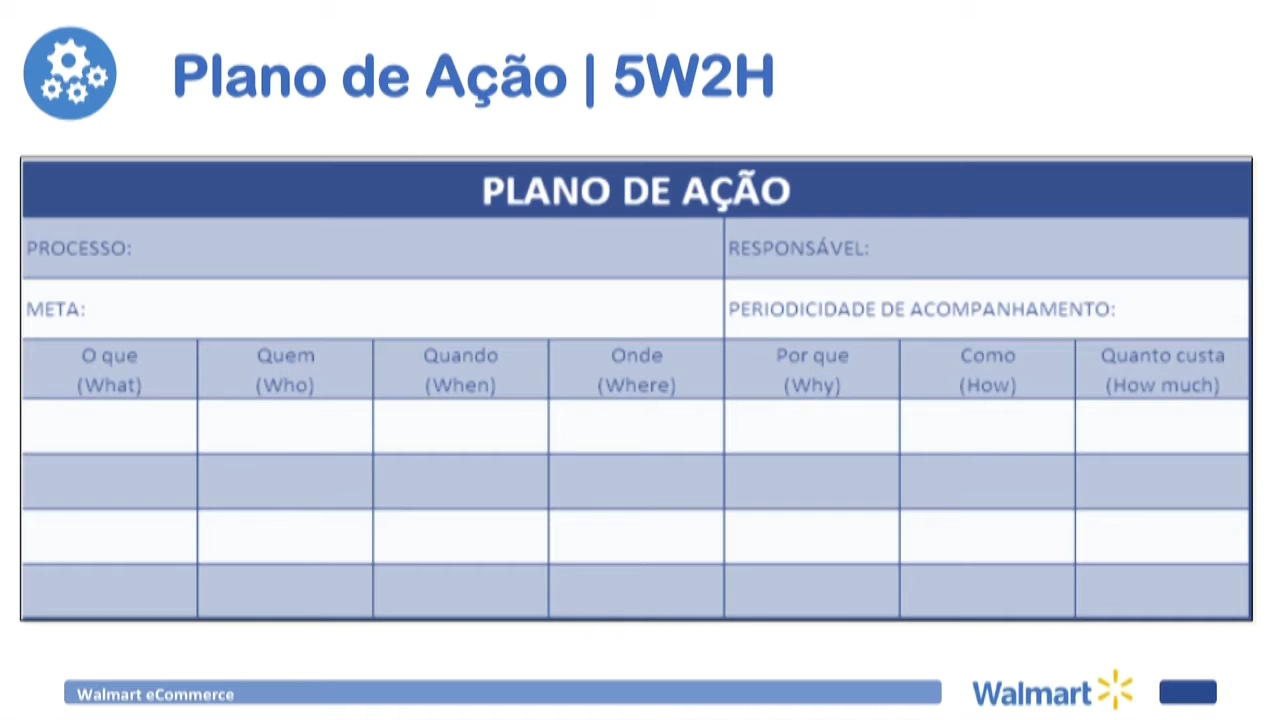 Plano de Ação | 5W2H
PLANO DE AÇÃO
PROCESSO: RESPONSÁVEL:
META: PERIODICIDADE DE ACOMPANHAMENTO:
O que Quem Quando Onde Por que Como Quanto custa
(What) (Who) (When) (Where) (Why) (How) (How much)
Walmart eCommerce Walmart